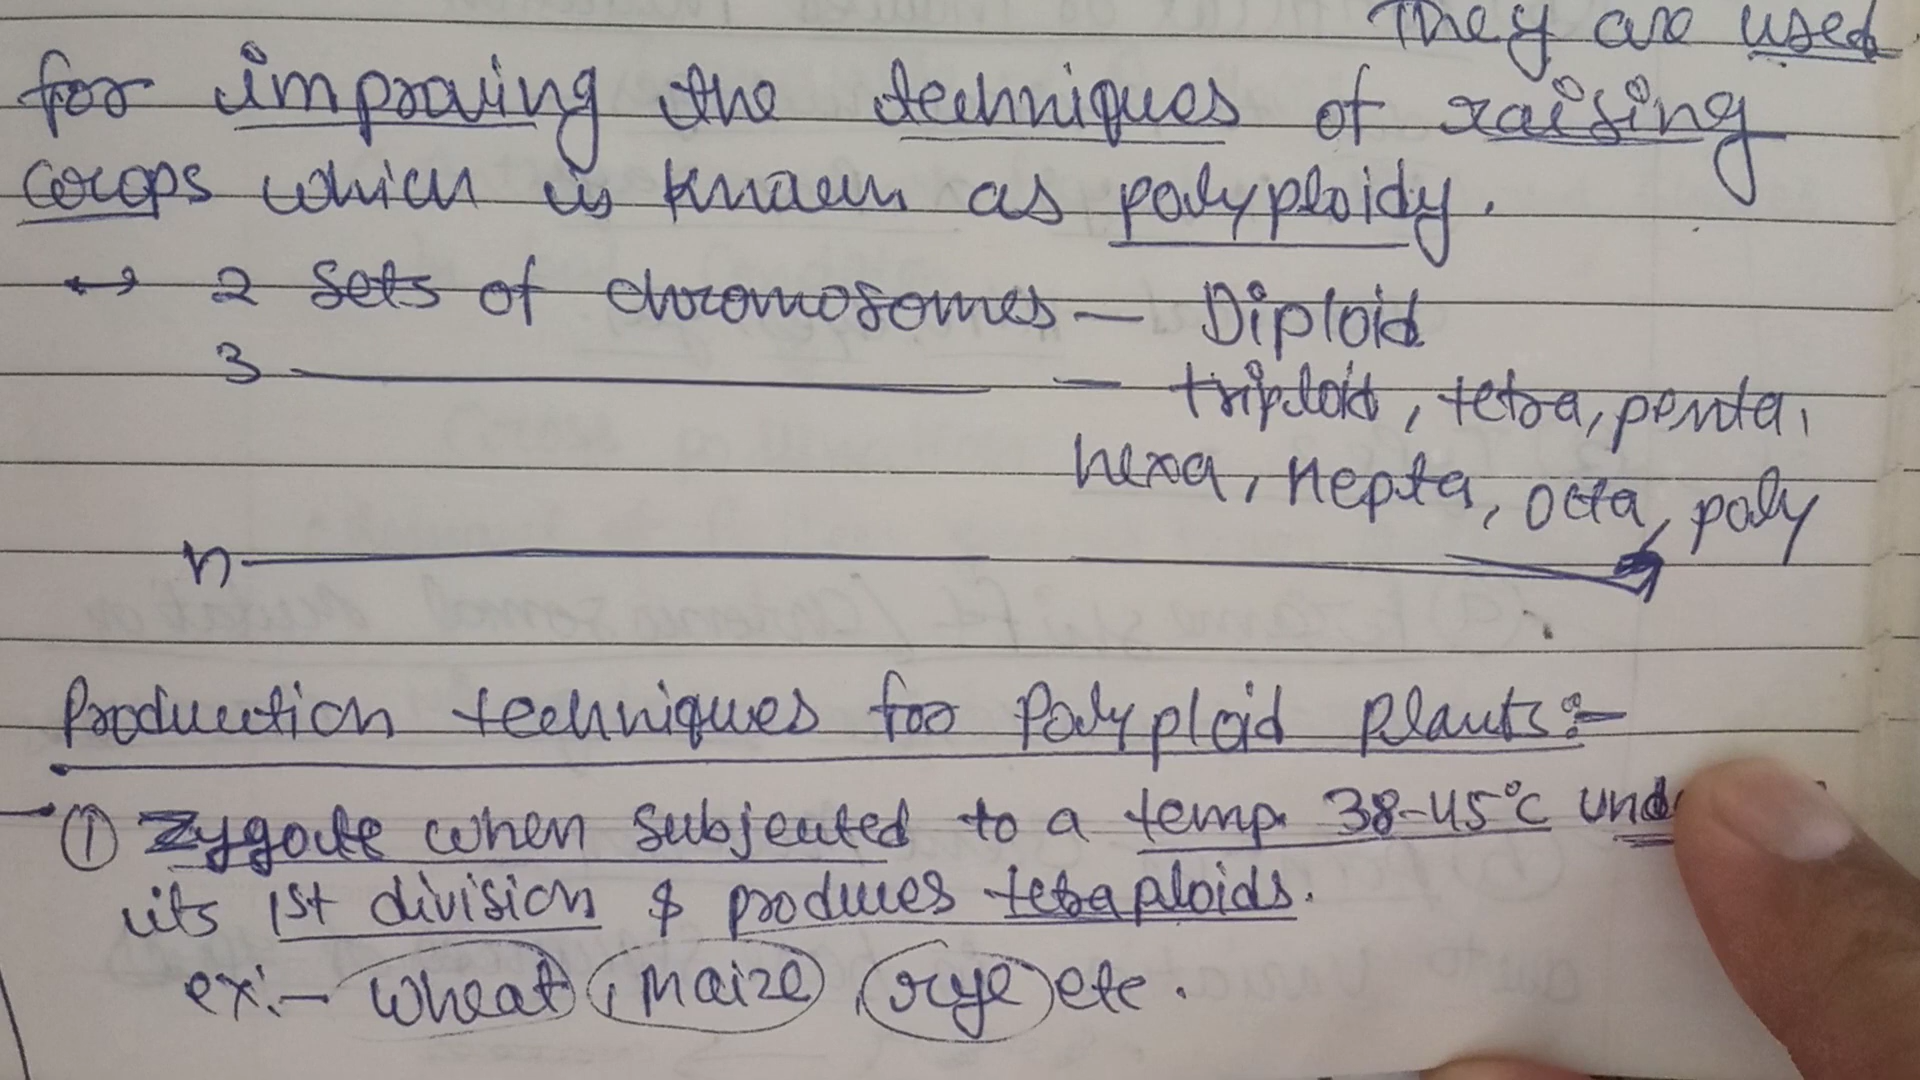 They are used
for improving the techniques of raising
crops which is known as polyploidy.
↔ 2 sets of chromosomes — Diploid
3 ——— — triploid, tetra, penta,
hexa, hepta, octa, poly
n ———→
Production techniques for Polyploid Plants:-
→ ① Zygote when subjected to a temp. 38-45°C
its 1st division & produces tetraploids.
ex:- wheat, maize, rye etc.